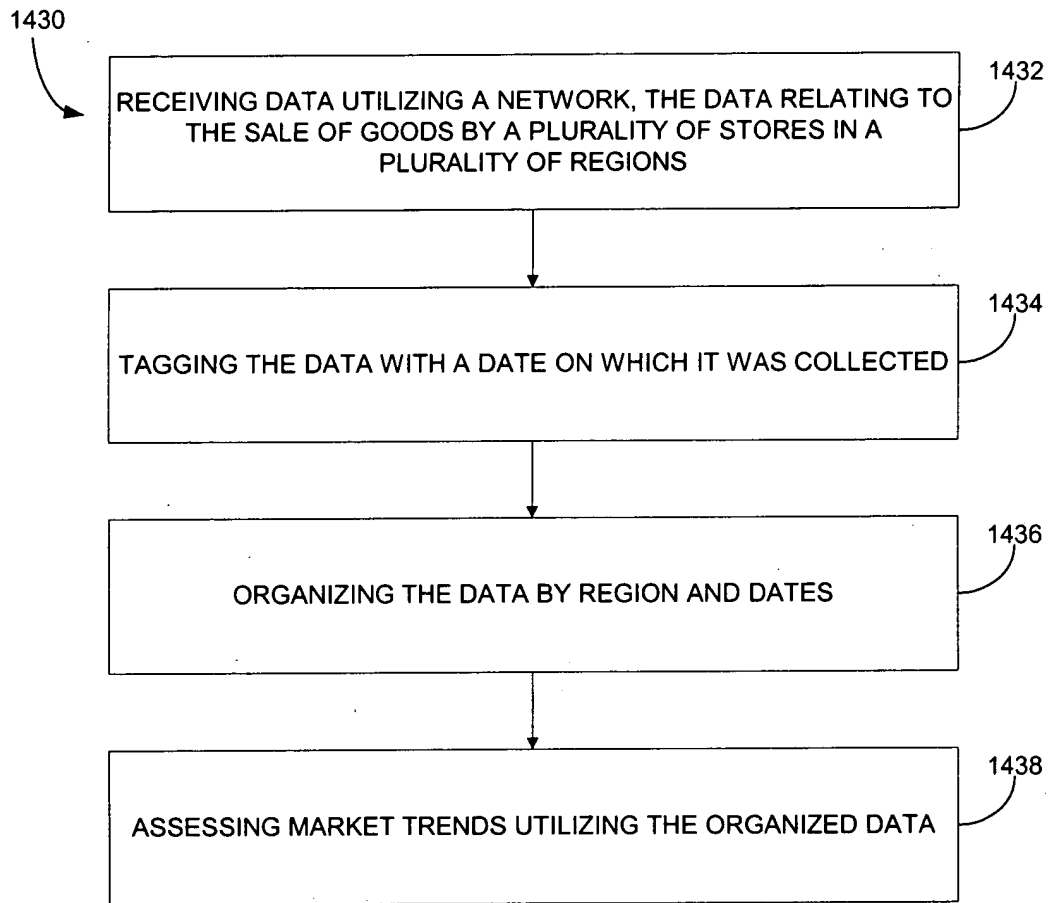 1430
1432
RECEIVING DATA UTILIZING A NETWORK, THE DATA RELATING TO
THE SALE OF GOODS BY A PLURALITY OF STORES IN A
PLURALITY OF REGIONS
1434
TAGGING THE DATA WITH A DATE ON WHICH IT WAS COLLECTED
1436
ORGANIZING THE DATA BY REGION AND DATES
1438
ASSESSING MARKET TRENDS UTILIZING THE ORGANIZED DATA